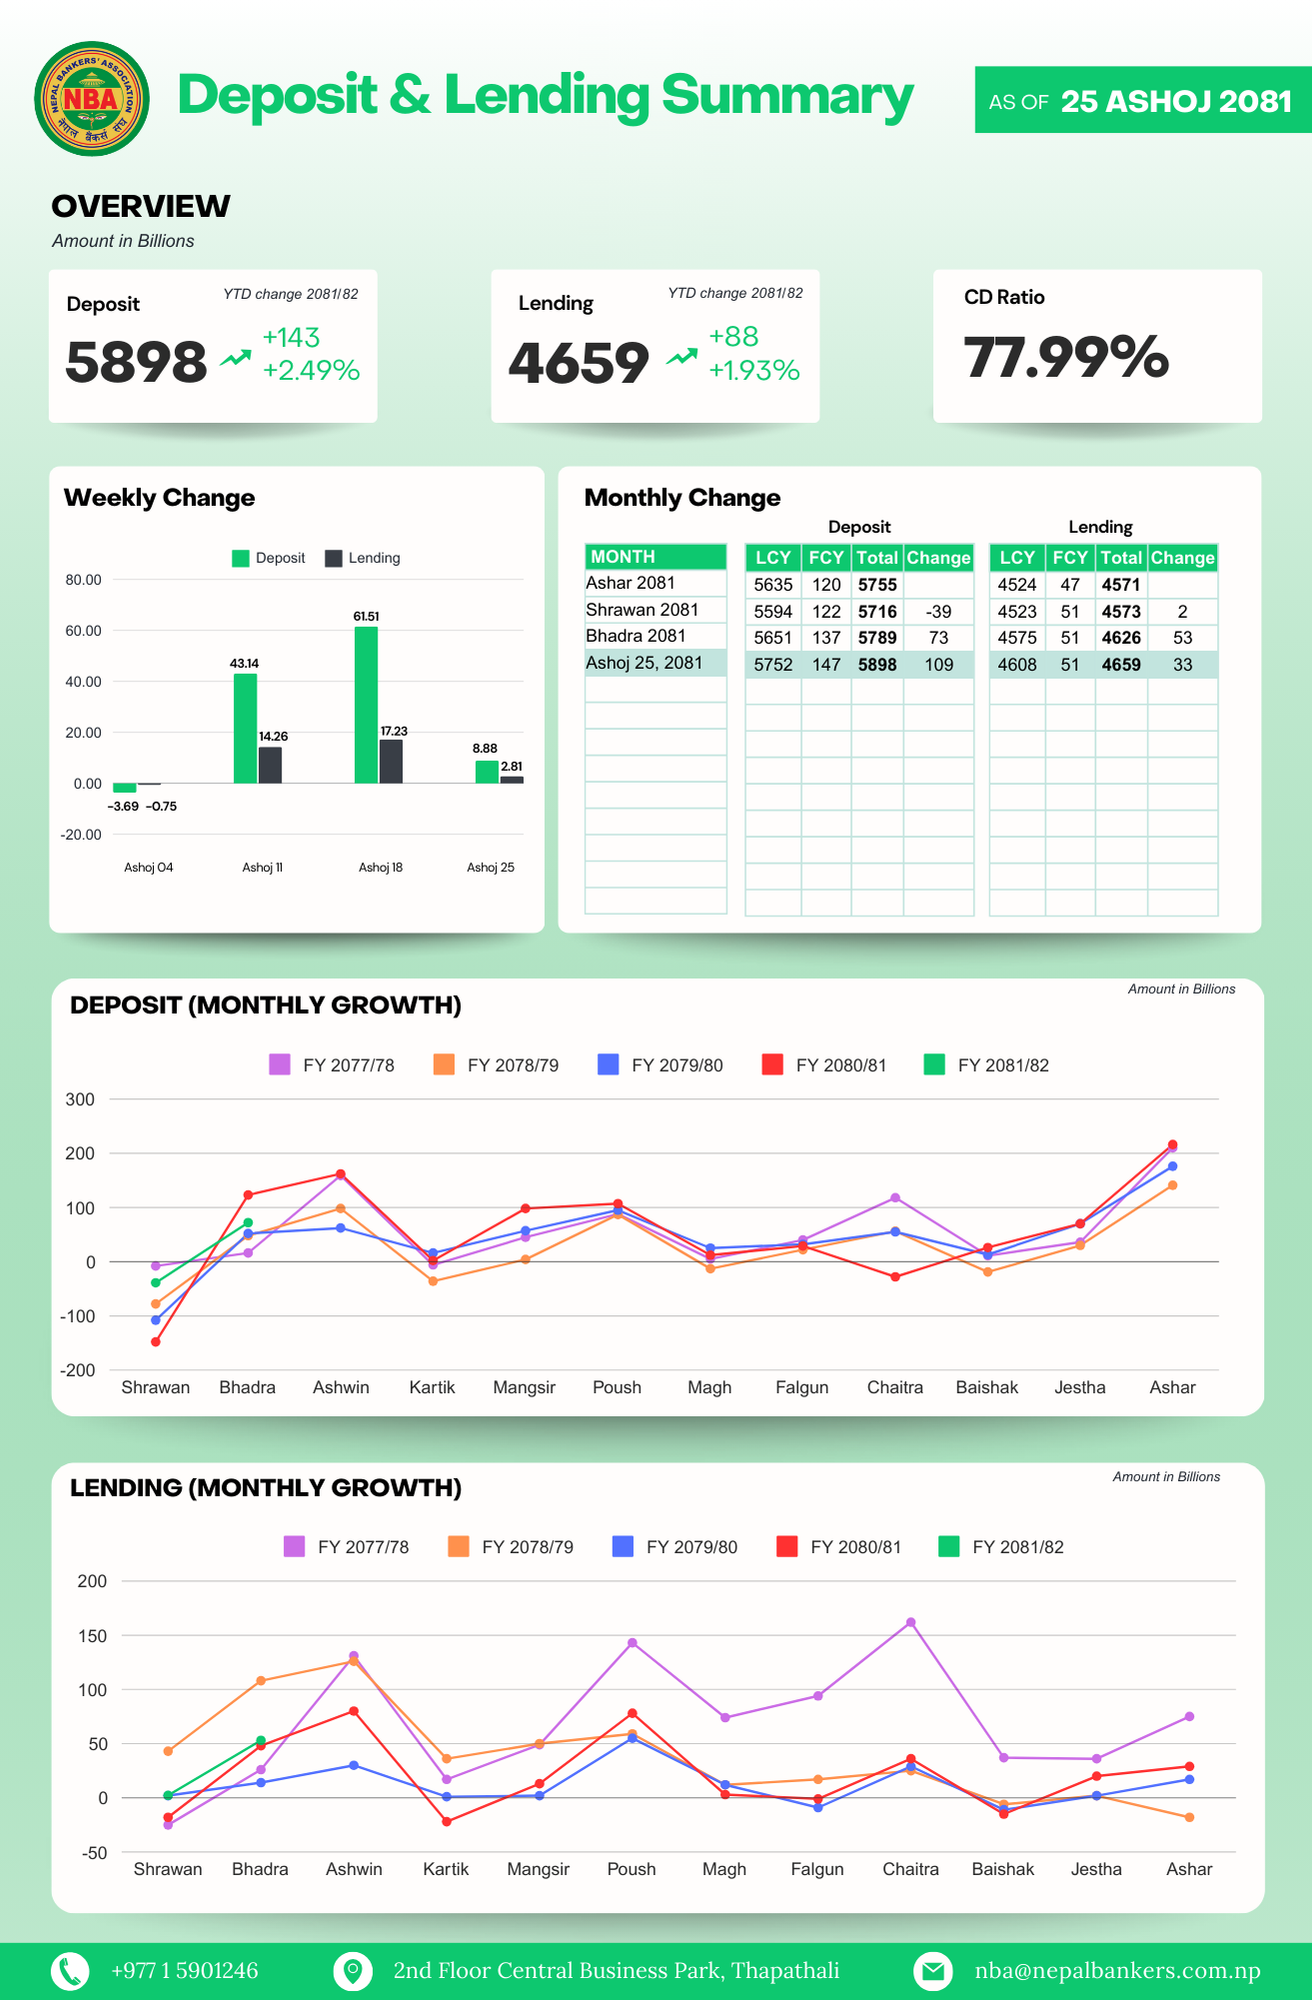 NEPAL BANKERS' ASSOCIATION
NBA
नेपाल बैंकर्स संघ
Deposit & Lending Summary
AS OF 25 ASHOJ 2081
OVERVIEW
Amount in Billions
Deposit
YTD change 2081/82
5898
+143
+2.49%
Lending
YTD change 2081/82
4659
+88
+1.93%
CD Ratio
77.99%
Weekly Change
Deposit Lending
80.00
60.00
40.00
20.00
0.00
-20.00
-3.69 -0.75
43.14
14.26
61.51
17.23
8.88
2.81
Ashoj 04 Ashoj 11 Ashoj 18 Ashoj 25
Monthly Change
Deposit Lending
MONTH LCY FCY Total Change LCY FCY Total Change
Ashar 2081 5635 120 5755 4524 47 4571
Shrawan 2081 5594 122 5716 -39 4523 51 4573 2
Bhadra 2081 5651 137 5789 73 4575 51 4626 53
Ashoj 25, 2081 5752 147 5898 109 4608 51 4659 33
DEPOSIT (MONTHLY GROWTH)
Amount in Billions
FY 2077/78 FY 2078/79 FY 2079/80 FY 2080/81 FY 2081/82
300
200
100
0
-100
-200
Shrawan Bhadra Ashwin Kartik Mangsir Poush Magh Falgun Chaitra Baishak Jestha Ashar
LENDING (MONTHLY GROWTH)
Amount in Billions
FY 2077/78 FY 2078/79 FY 2079/80 FY 2080/81 FY 2081/82
200
150
100
50
0
-50
Shrawan Bhadra Ashwin Kartik Mangsir Poush Magh Falgun Chaitra Baishak Jestha Ashar
+977 1 5901246
2nd Floor Central Business Park, Thapathali
nba@nepalbankers.com.np